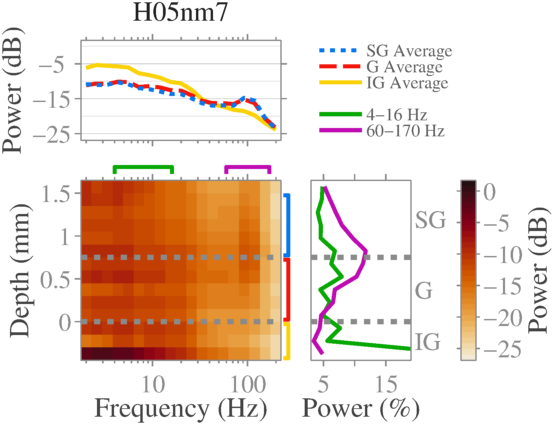 H05nm7
Power (dB)
−5
−15
−25
SG Average
G Average
IG Average
4−16 Hz
60−170 Hz
Depth (mm)
1.5
1
0.5
0
10
100
Frequency (Hz)
SG
G
IG
5
15
Power (%)
0
−5
−10
−15
−20
−25
Power (dB)